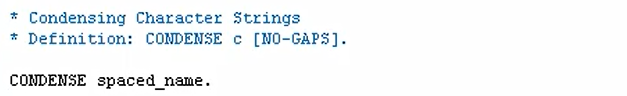 * Condensing Character Strings
* Definition: CONDENSE c [NO-GAPS].
CONDENSE spaced_name.